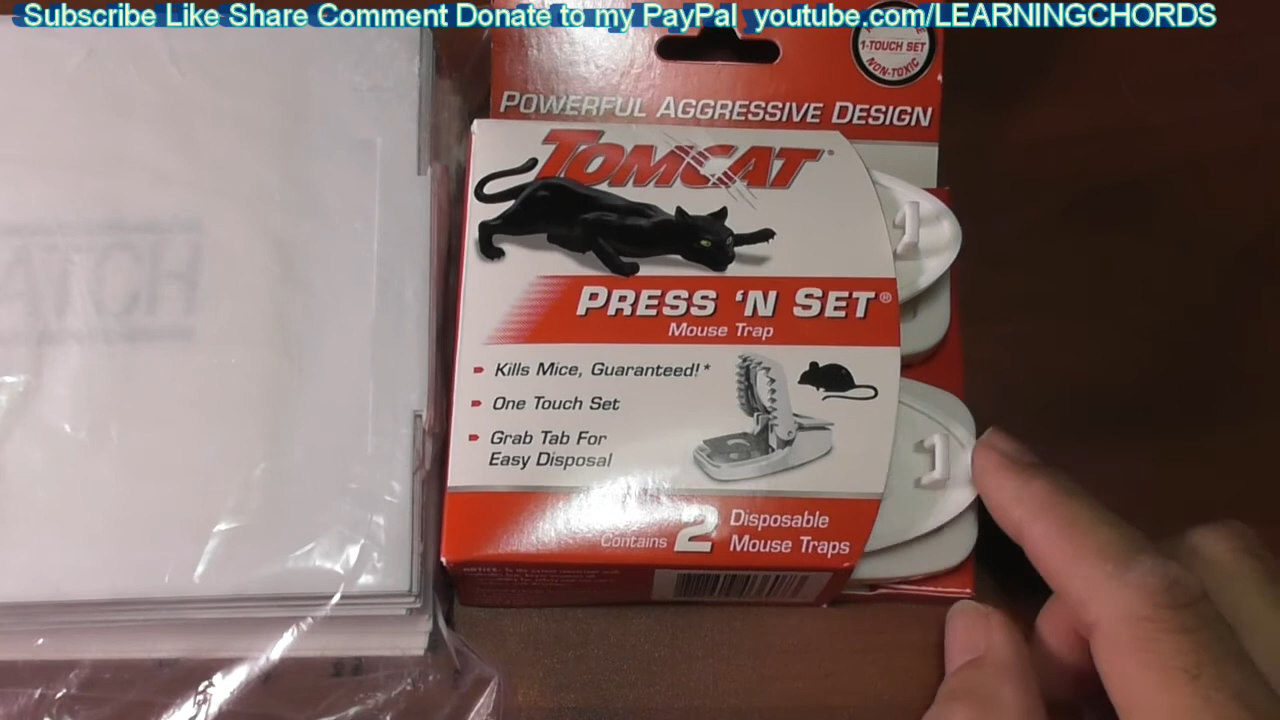 Subscribe Like Share Comment Donate to my PayPal youtube.com/LEARNINGCHORDS
1-TOUCH SET
NON-TOXIC
POWERFUL AGGRESSIVE DESIGN
TOMCAT®
PRESS 'N SET®
Mouse Trap
Kills Mice, Guaranteed!*
One Touch Set
Grab Tab For
Easy Disposal
Contains 2 Disposable
Mouse Traps